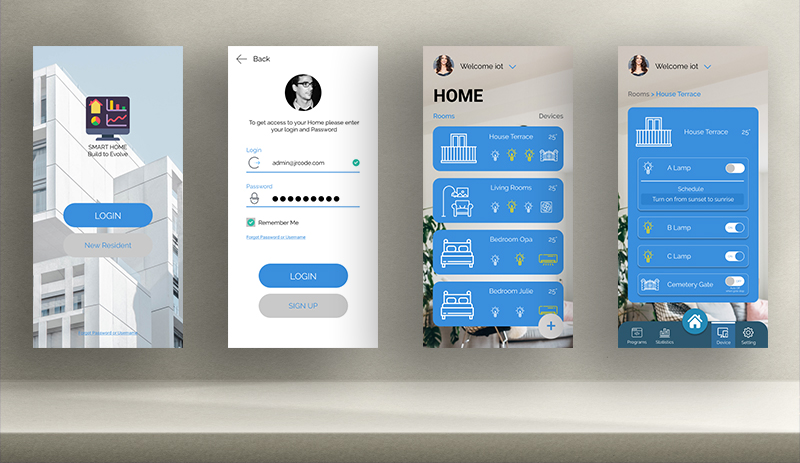 SMART HOME
Build to Evolve
LOGIN
New Resident
Forgot Password or Username
Back
To get access to your Home please enter
your login and Password
Login
admin@jrcode.com
Password
Remember Me
Forgot Password or Username
LOGIN
SIGN UP
Welcome iot
HOME
Rooms
Devices
House Terrace 25°
Living Rooms 25°
Bedroom Opa 25°
Bedroom Julie 25°
+
Welcome iot
Rooms > House Terrace
House Terrace 25°
A Lamp
Schedule
Turn on from sunset to sunrise
B Lamp
C Lamp
Cemetery Gate
Programs
Statistics
Device
Setting